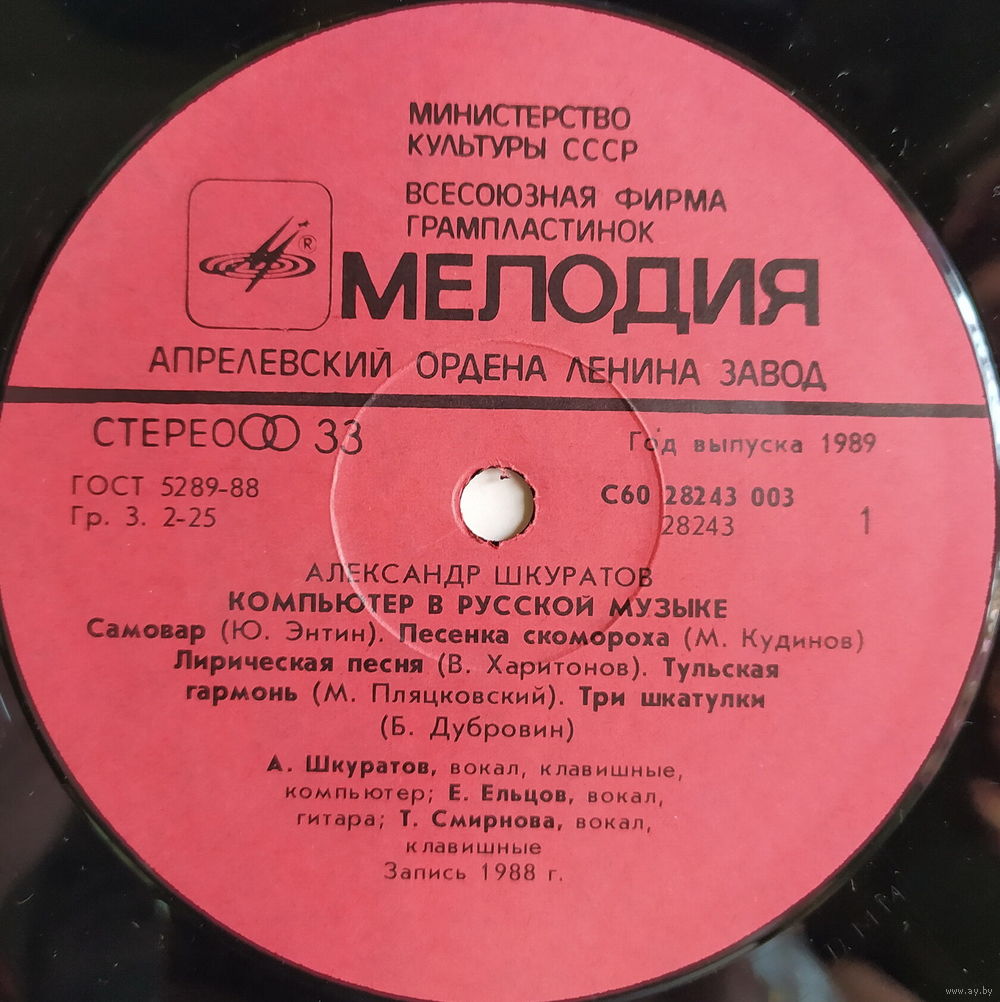 МИНИСТЕРСТВО
КУЛЬТУРЫ СССР
ВСЕСОЮЗНАЯ ФИРМА
ГРАМПЛАСТИНОК
®
МЕЛОДИЯ
АПРЕЛЕВСКИЙ ОРДЕНА ЛЕНИНА ЗАВОД
СТЕРЕО 33
Год выпуска 1989
ГОСТ 5289-88
С60 28243 003
Гр. 3. 2-25
28243
1
АЛЕКСАНДР ШКУРАТОВ
КОМПЬЮТЕР В РУССКОЙ МУЗЫКЕ
Самовар (Ю. Энтин). Песенка скомороха (М. Кудинов)
Лирическая песня (В. Харитонов). Тульская
гармонь (М. Пляцковский). Три шкатулки
(Б. Дубровин)
А. Шкуратов, вокал, клавишные,
компьютер; Е. Ельцов, вокал,
гитара; Т. Смирнова, вокал,
клавишные
Запись 1988 г.
www.ay.by